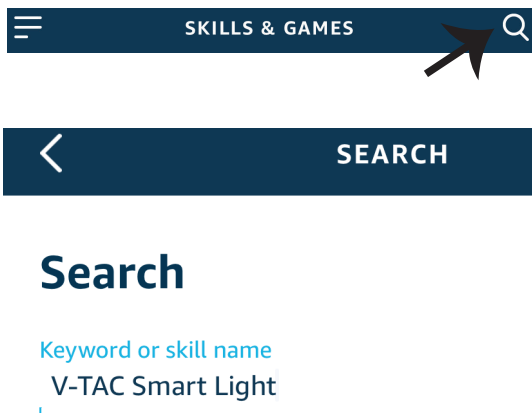 SKILLS & GAMES
SEARCH
Search
Keyword or skill name
V-TAC Smart Light